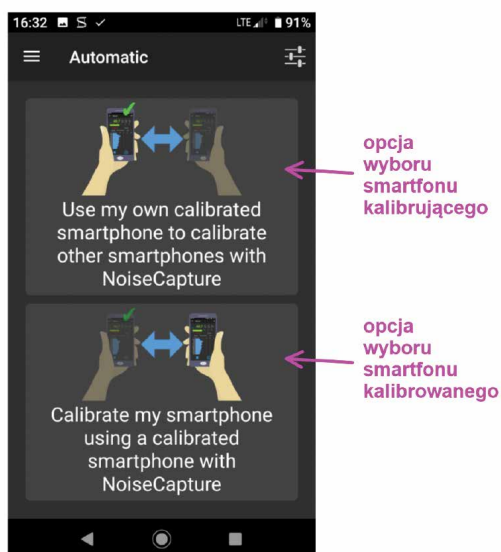 16:32 LTE 91%
Automatic
Use my own calibrated
smartphone to calibrate
other smartphones with
NoiseCapture
opcja
wyboru
smartfonu
kalibrującego
Calibrate my smartphone
using a calibrated
smartphone with
NoiseCapture
opcja
wyboru
smartfonu
kalibrowanego